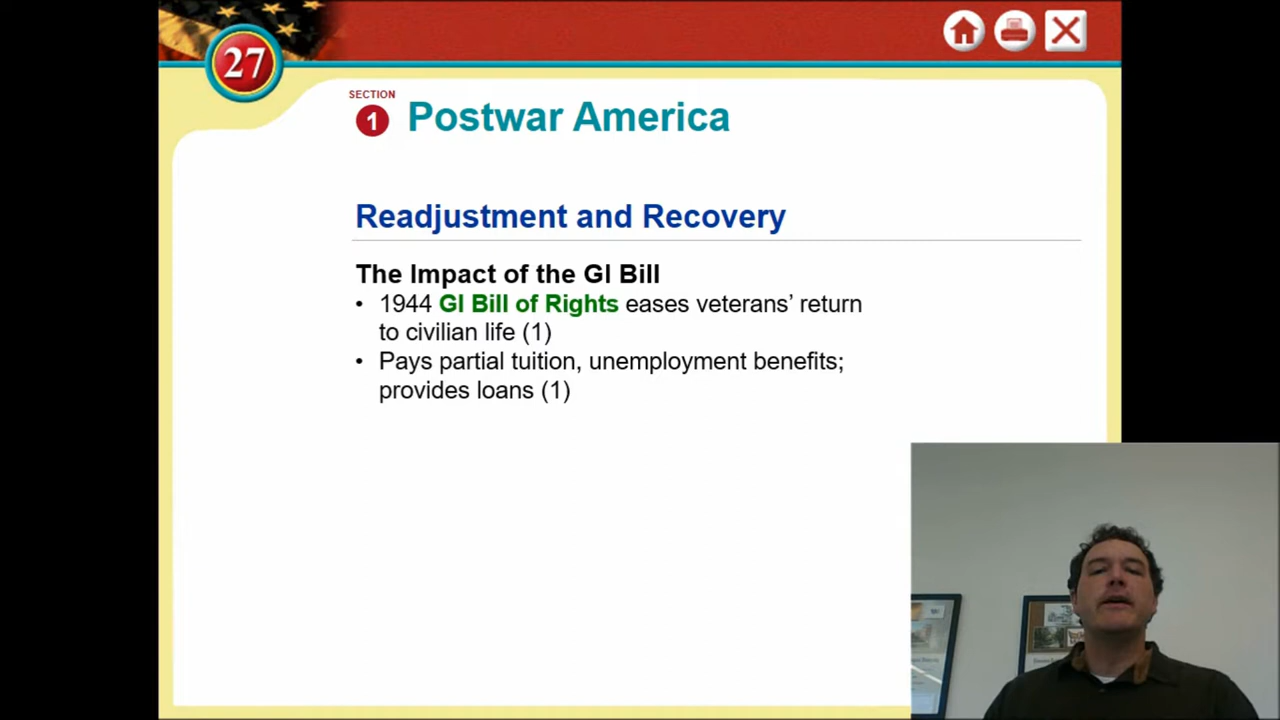 27
SECTION
1
Postwar America
Readjustment and Recovery
The Impact of the GI Bill
• 1944 GI Bill of Rights eases veterans’ return
to civilian life (1)
• Pays partial tuition, unemployment benefits;
provides loans (1)